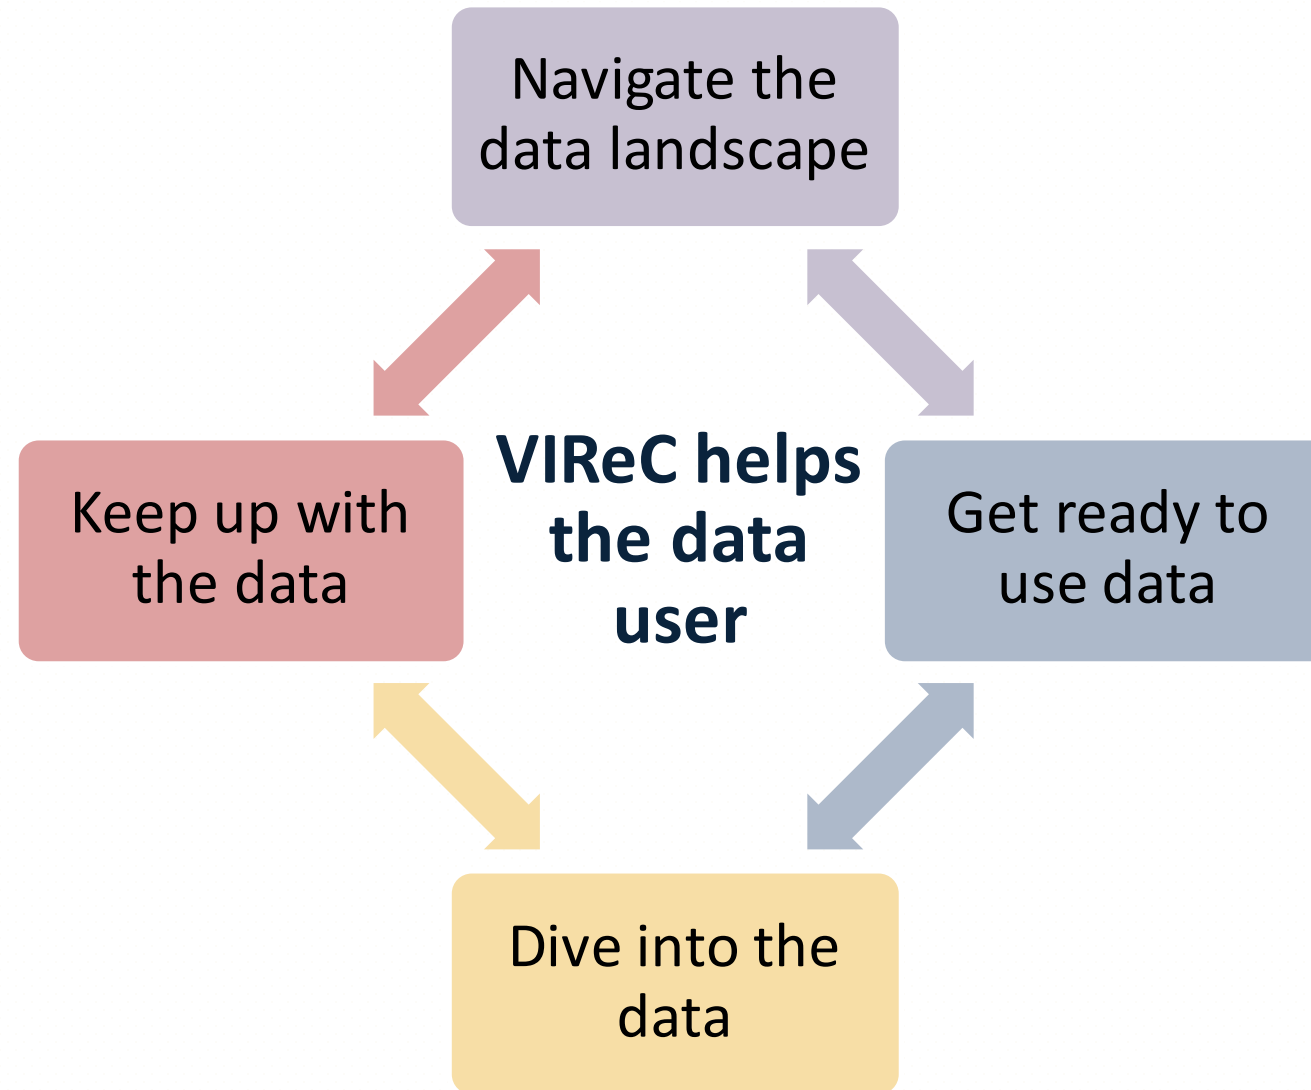 Navigate the
data landscape
Keep up with
the data
VIReC helps
the data
user
Get ready to
use data
Dive into the
data